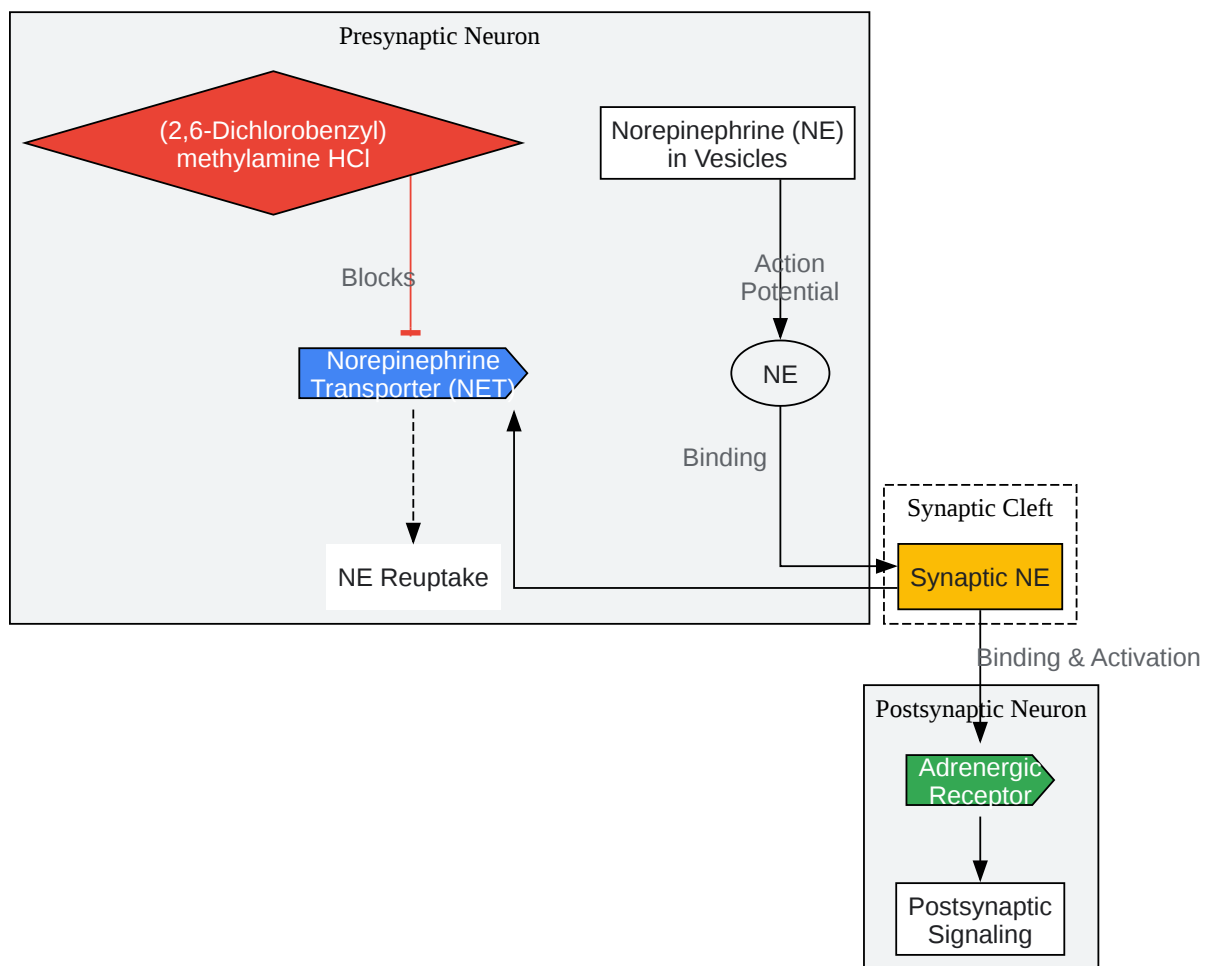 Presynaptic Neuron
(2,6-Dichlorobenzyl)
methylamine HCl
Norepinephrine (NE)
in Vesicles
Blocks
Action
Potential
Norepinephrine
Transporter (NET)
NE
Binding
NE Reuptake
Synaptic Cleft
Synaptic NE
Binding & Activation
Postsynaptic Neuron
Adrenergic
Receptor
Postsynaptic
Signaling